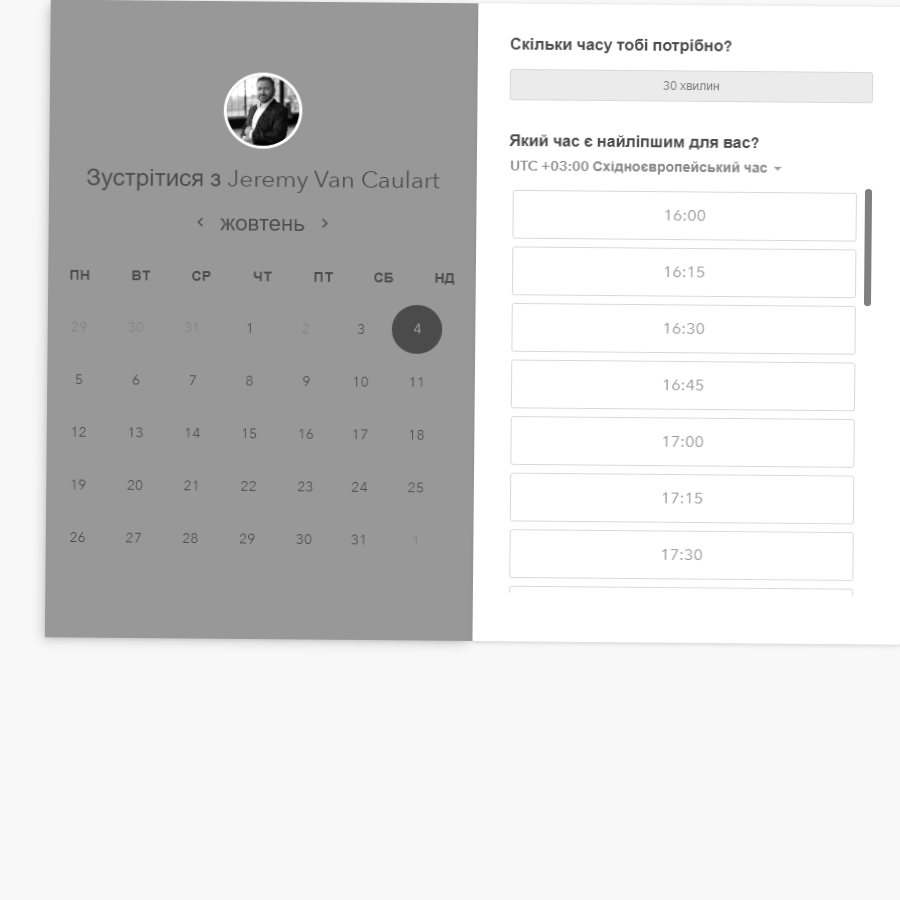 Зустрітися з Jeremy Van Caulart
жовтень
ПН ВТ СР ЧТ ПТ СБ НД
29 30 31 1 2 3 4
5 6 7 8 9 10 11
12 13 14 15 16 17 18
19 20 21 22 23 24 25
26 27 28 29 30 31 1
Скільки часу тобі потрібно?
30 хвилин
Який час є найліпшим для вас?
UTC +03:00 Східноєвропейський час
16:00
16:15
16:30
16:45
17:00
17:15
17:30